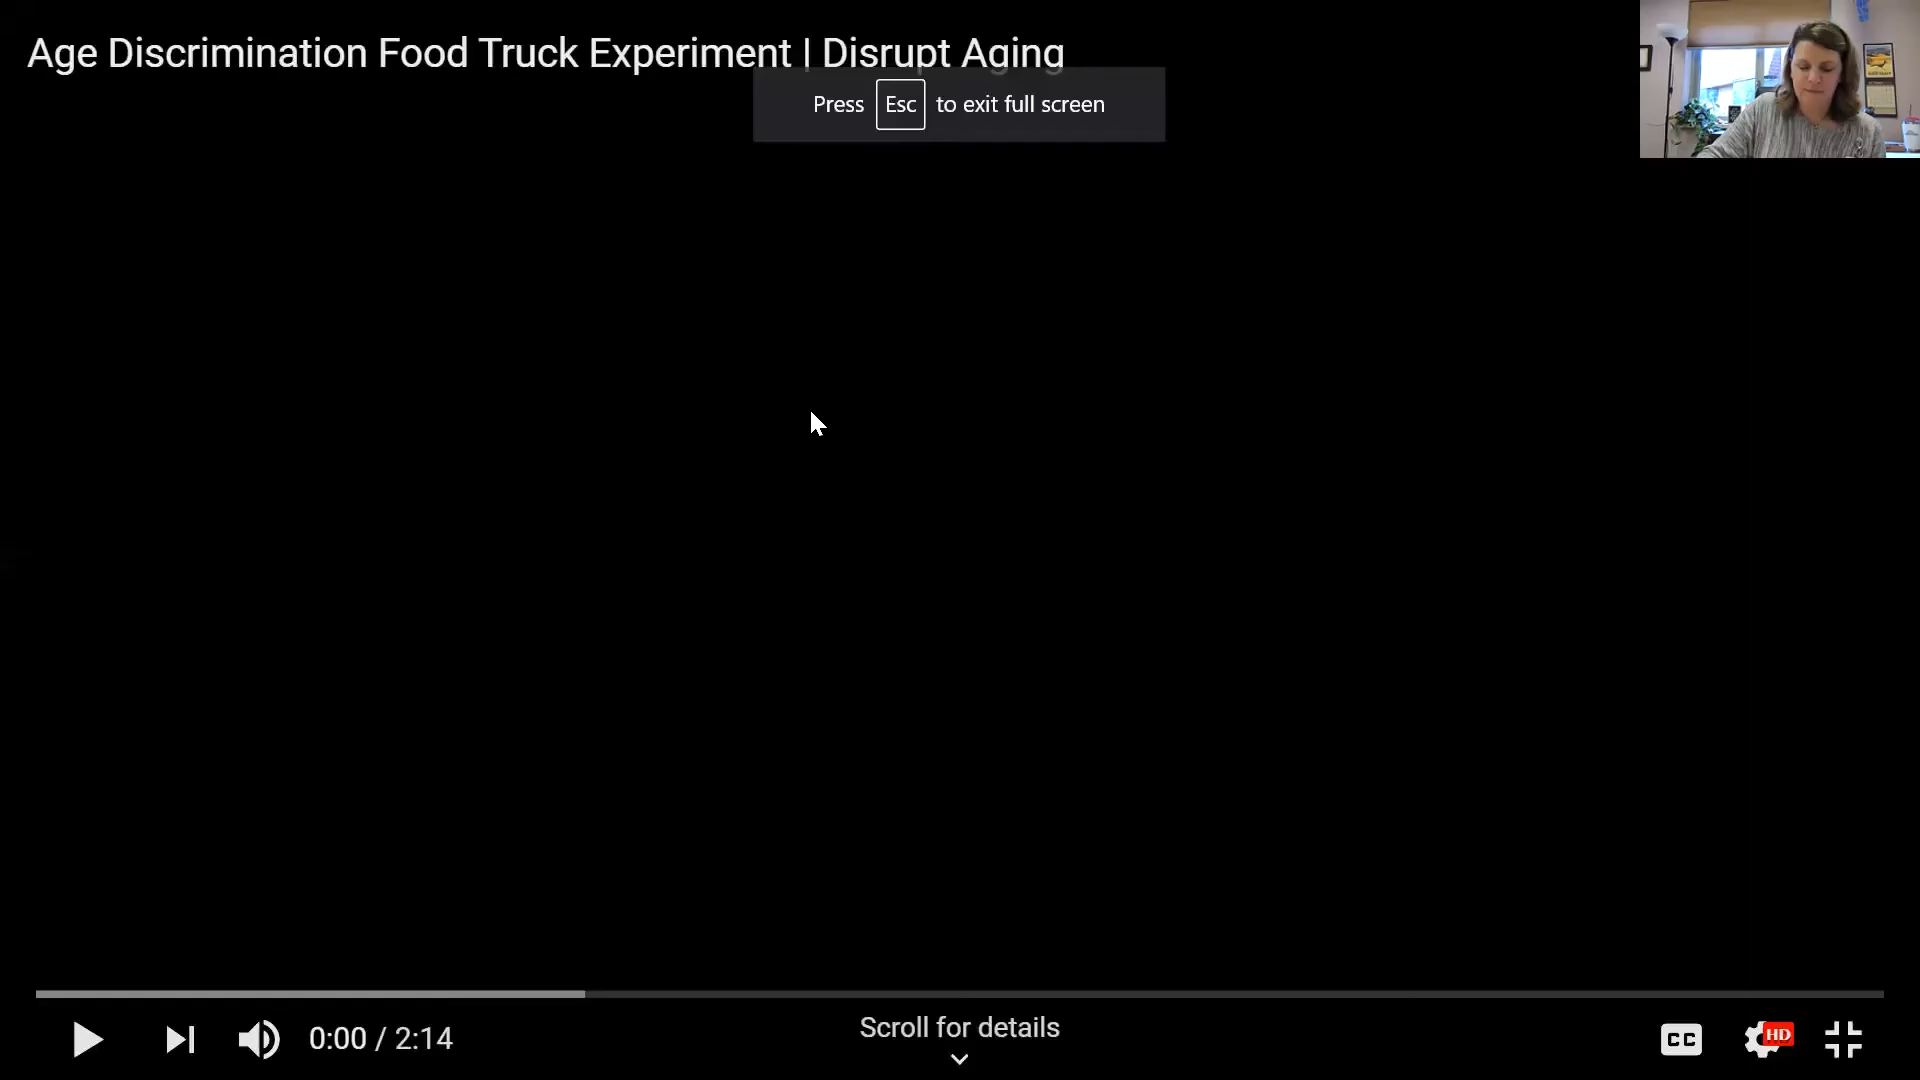 Age Discrimination Food Truck Experiment | Disrupt Aging
Press Esc to exit full screen
0:00 / 2:14
Scroll for details
CC
HD